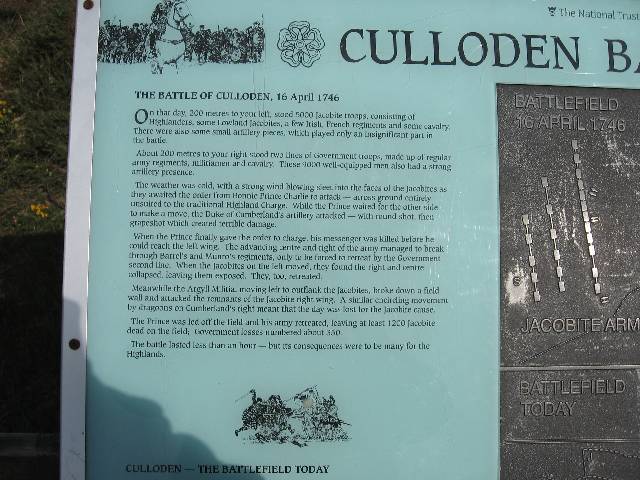 The National Trust
CULLODEN BA
THE BATTLE OF CULLODEN, 16 April 1746
On that day, 200 metres to your left, stood 5000 Jacobite troops, consisting of
Highlanders, some Lowland Jacobites, a few Irish, French regiments and some cavalry.
There were also some small artillery pieces, which played only an insignificant part in
the battle.
About 200 metres to your right stood two lines of Government troops, made up of regular
army regiments, militiamen and cavalry. These 9000 well-equipped men also had a strong
artillery presence.
The weather was cold, with a strong wind blowing sleet into the faces of the Jacobites as
they awaited the order from Bonnie Prince Charlie to attack — across ground entirely
unsuited to the traditional Highland Charge. While the Prince waited for the other side
to make a move, the Duke of Cumberland's artillery attacked — with round shot, then
grapeshot which created terrible damage.
When the Prince finally gave the order to charge, his messenger was killed before he
could reach the left wing. The advancing centre and right of the army managed to break
through Barrel's and Munro's regiments, only to be forced to retreat by the Government
second line. When the Jacobites on the left moved, they found the right and centre
collapsed, leaving them exposed. They, too, retreated.
Meanwhile the Argyll Militia, moving left to outflank the Jacobites, broke down a field
wall and attacked the remnants of the Jacobite right wing. A similar encircling movement
by dragoons on Cumberland's right meant that the day was lost for the Jacobite cause.
The Prince was led off the field and his army retreated, leaving at least 1200 Jacobite
dead on the field; Government losses numbered about 350.
The battle lasted less than an hour — but its consequences were to be many for the
Highlands.
CULLODEN — THE BATTLEFIELD TODAY
BATTLEFIELD
16 APRIL 1746
JACOBITE ARM
BATTLEFIELD
TODAY